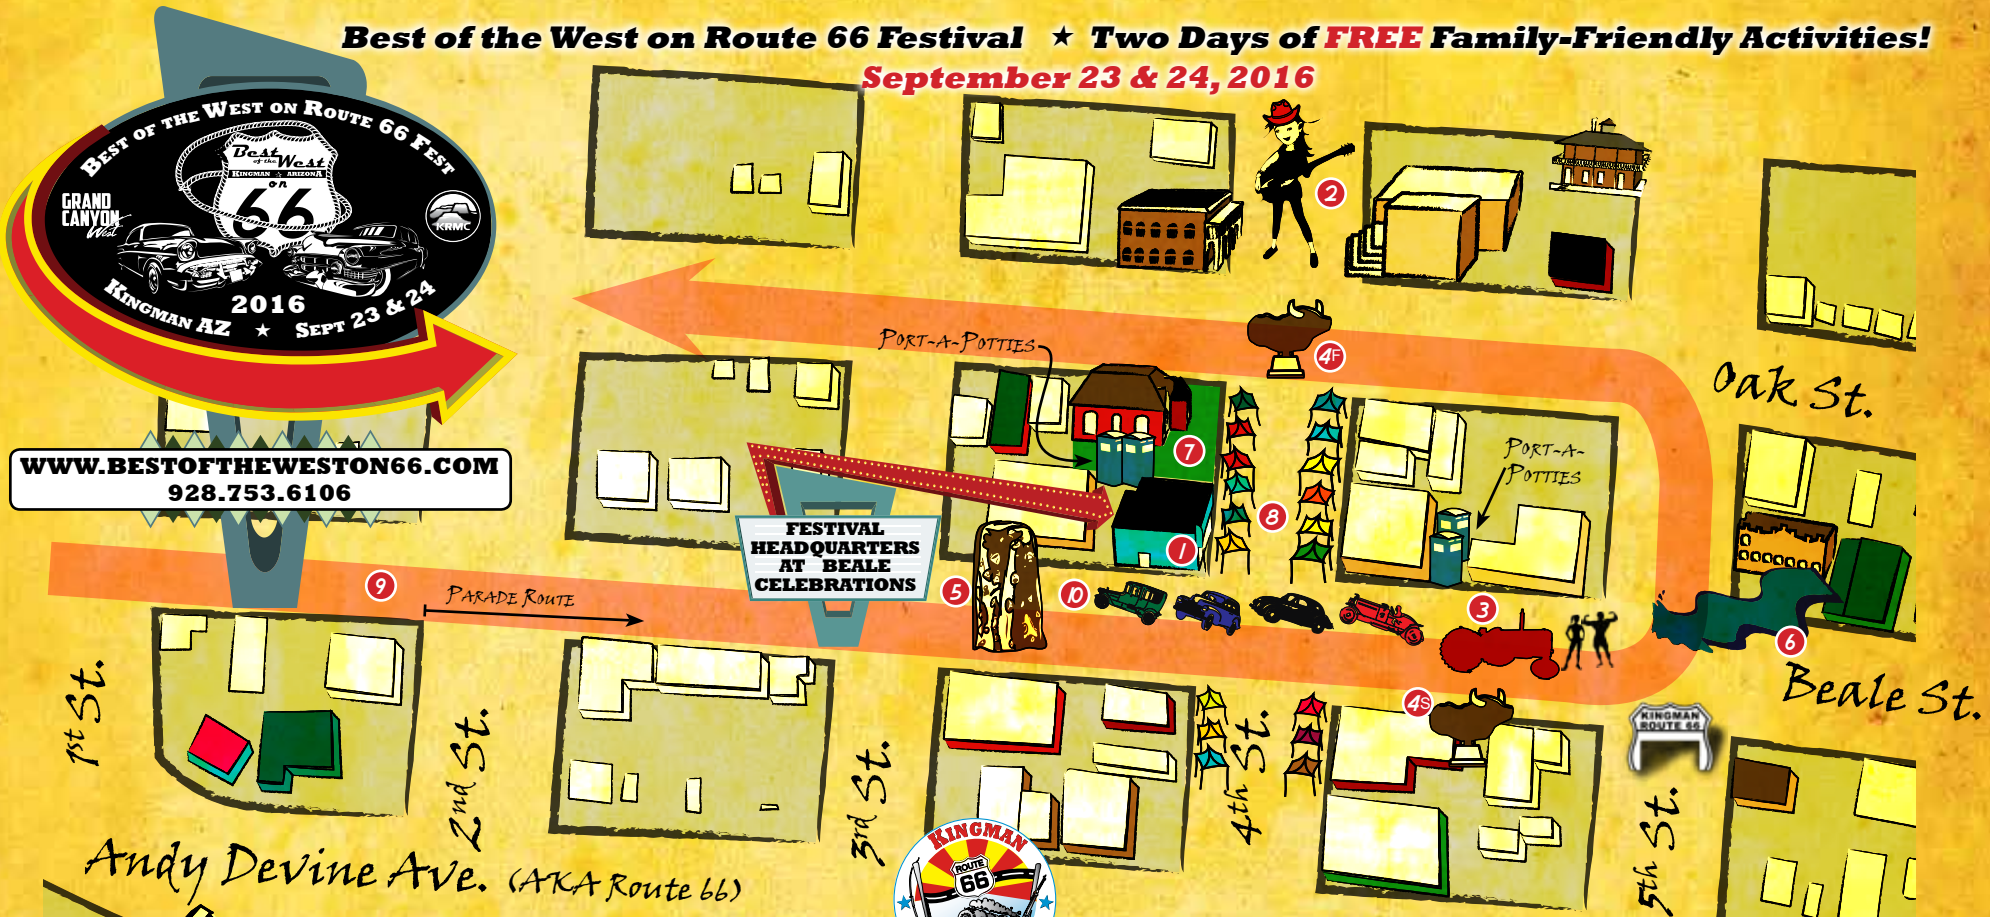 Best of the West on Route 66 Festival ★ Two Days of FREE Family-Friendly Activities!
September 23 & 24, 2016
Best of the West on Route 66 Fest
Best of the West
Kingman ☆ Arizona
on
66
GRAND
CANYON
West
KRMC
2016
Kingman AZ ★ Sept 23 & 24
WWW.BESTOFTHEWESTON66.COM
928.753.6106
2
4F
Port-a-Potties
7
Port-a-
Potties
Oak St.
8
1
FESTIVAL
HEADQUARTERS
AT BEALE
CELEBRATIONS
9
Parade Route
5
10
3
6
Beale St.
4S
KINGMAN
ROUTE 66
1st St.
2nd St.
3rd St.
4th St.
5th St.
Andy Devine Ave. (AKA Route 66)
KINGMAN
ROUTE
66